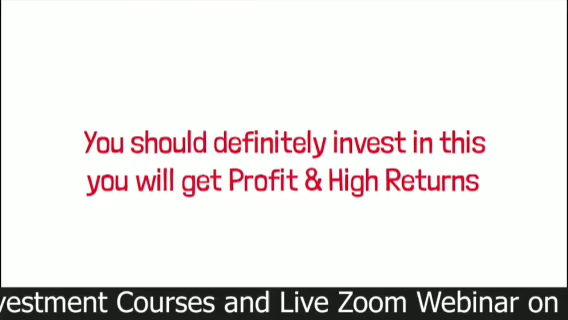 You should definitely invest in this
you will get Profit & High Returns
vestment Courses and Live Zoom Webinar on